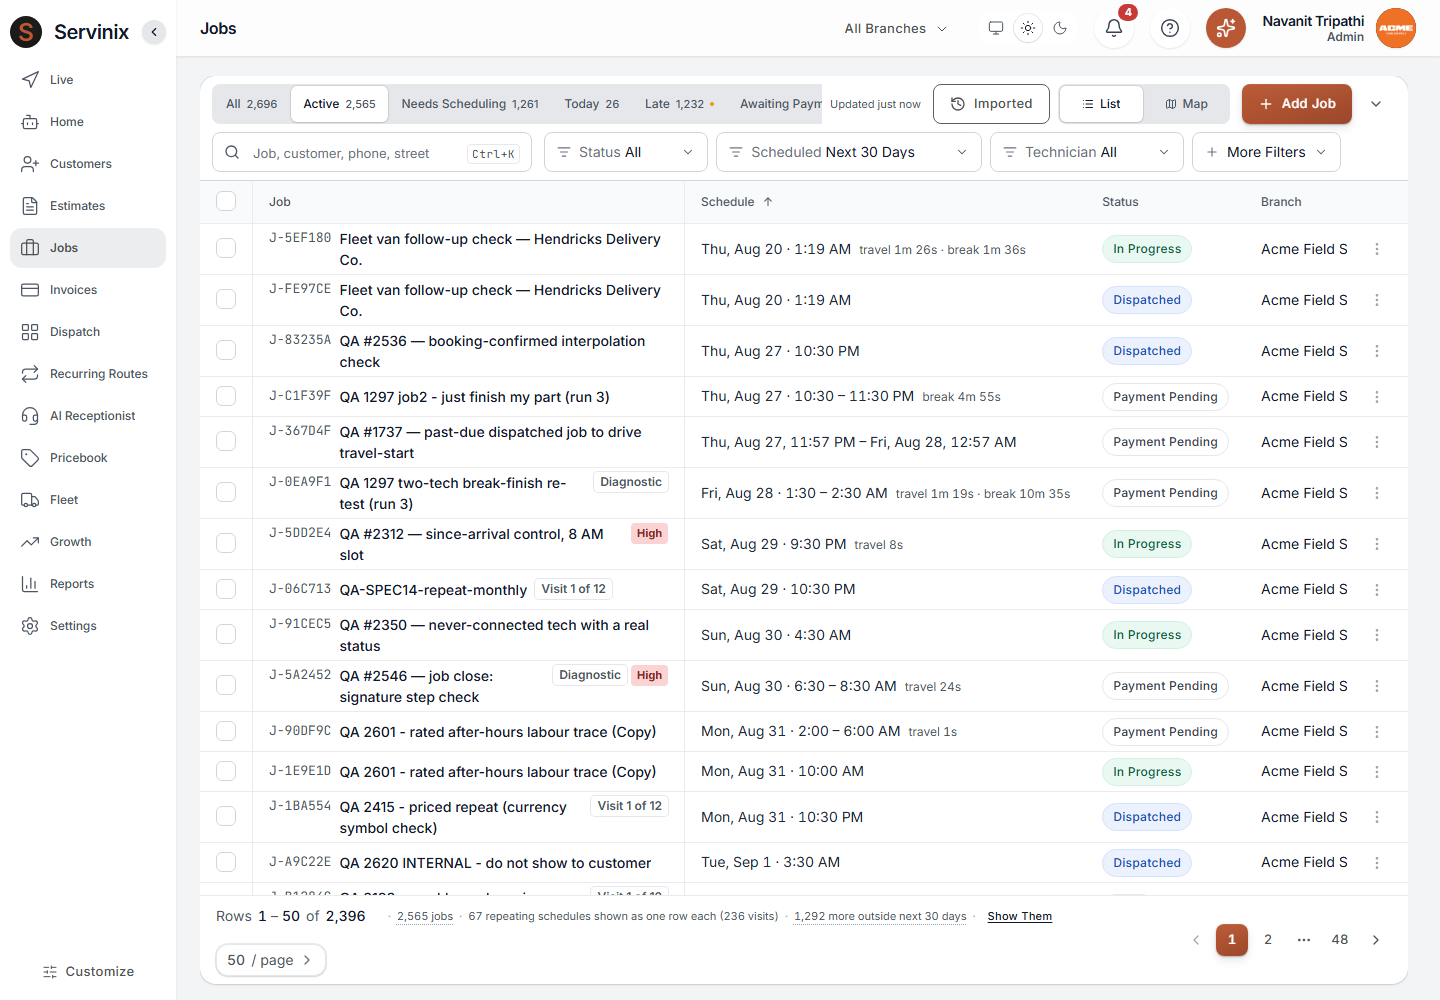 Servinix
Jobs
All Branches
4
Navanit Tripathi
Admin
ACME
Live
Home
Customers
Estimates
Jobs
Invoices
Dispatch
Recurring Routes
AI Receptionist
Pricebook
Fleet
Growth
Reports
Settings
Customize
All 2,696
Active 2,565
Needs Scheduling 1,261
Today 26
Late 1,232
Awaiting Paym
Updated just now
Imported
List
Map
Add Job
Job, customer, phone, street
Ctrl+K
Status All
Scheduled Next 30 Days
Technician All
More Filters
Job
Schedule
Status
Branch
J-5EF180 Fleet van follow-up check — Hendricks Delivery
Co.
Thu, Aug 20 · 1:19 AM travel 1m 26s · break 1m 36s
In Progress
Acme Field S
J-FE97CE Fleet van follow-up check — Hendricks Delivery
Co.
Thu, Aug 20 · 1:19 AM
Dispatched
Acme Field S
J-83235A QA #2536 — booking-confirmed interpolation
check
Thu, Aug 27 · 10:30 PM
Dispatched
Acme Field S
J-C1F39F QA 1297 job2 - just finish my part (run 3)
Thu, Aug 27 · 10:30 – 11:30 PM break 4m 55s
Payment Pending
Acme Field S
J-367D4F QA #1737 — past-due dispatched job to drive
travel-start
Thu, Aug 27, 11:57 PM – Fri, Aug 28, 12:57 AM
Payment Pending
Acme Field S
J-0EA9F1 QA 1297 two-tech break-finish re-
test (run 3)
Diagnostic
Fri, Aug 28 · 1:30 – 2:30 AM travel 1m 19s · break 10m 35s
Payment Pending
Acme Field S
J-5DD2E4 QA #2312 — since-arrival control, 8 AM
slot
High
Sat, Aug 29 · 9:30 PM travel 8s
In Progress
Acme Field S
J-06C713 QA-SPEC14-repeat-monthly Visit 1 of 12
Sat, Aug 29 · 10:30 PM
Dispatched
Acme Field S
J-91CEC5 QA #2350 — never-connected tech with a real
status
Sun, Aug 30 · 4:30 AM
In Progress
Acme Field S
J-5A2452 QA #2546 — job close:
signature step check
Diagnostic High
Sun, Aug 30 · 6:30 – 8:30 AM travel 24s
Payment Pending
Acme Field S
J-90DF9C QA 2601 - rated after-hours labour trace (Copy)
Mon, Aug 31 · 2:00 – 6:00 AM travel 1s
Payment Pending
Acme Field S
J-1E9E1D QA 2601 - rated after-hours labour trace (Copy)
Mon, Aug 31 · 10:00 AM
In Progress
Acme Field S
J-1BA554 QA 2415 - priced repeat (currency
symbol check)
Visit 1 of 12
Mon, Aug 31 · 10:30 PM
Dispatched
Acme Field S
J-A9C22E QA 2620 INTERNAL - do not show to customer
Tue, Sep 1 · 3:30 AM
Dispatched
Acme Field S
Rows 1 – 50 of 2,396 · 2,565 jobs · 67 repeating schedules shown as one row each (236 visits) · 1,292 more outside next 30 days · Show Them
50 / page
1 2 ··· 48